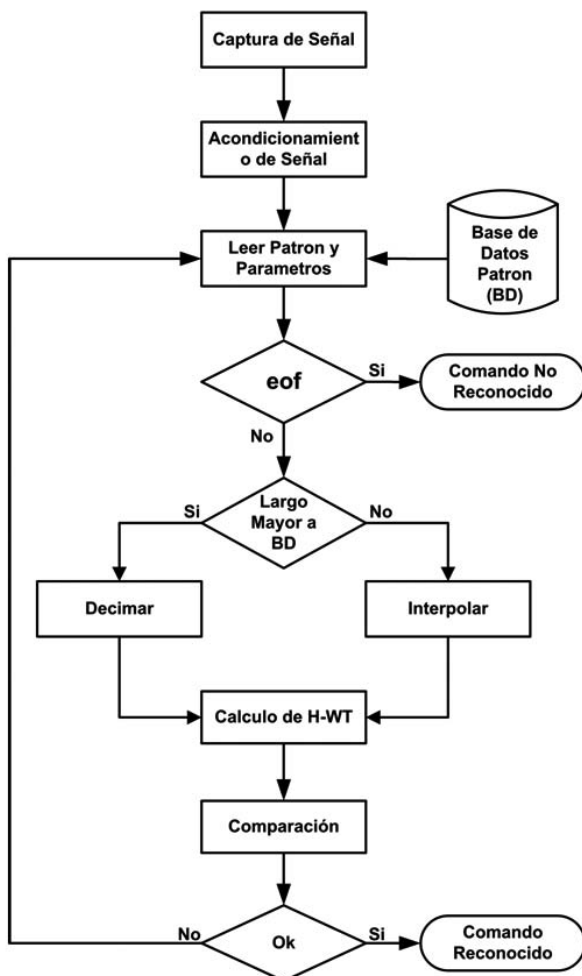 Captura de Señal
Acondicionamient
o de Señal
Leer Patron y
Parametros
Base de
Datos
Patron
(BD)
eof
Si
Comando No
Reconocido
No
Largo
Mayor a
BD
Si
No
Decimar
Interpolar
Calculo de H-WT
Comparación
Ok
No
Si
Comando
Reconocido